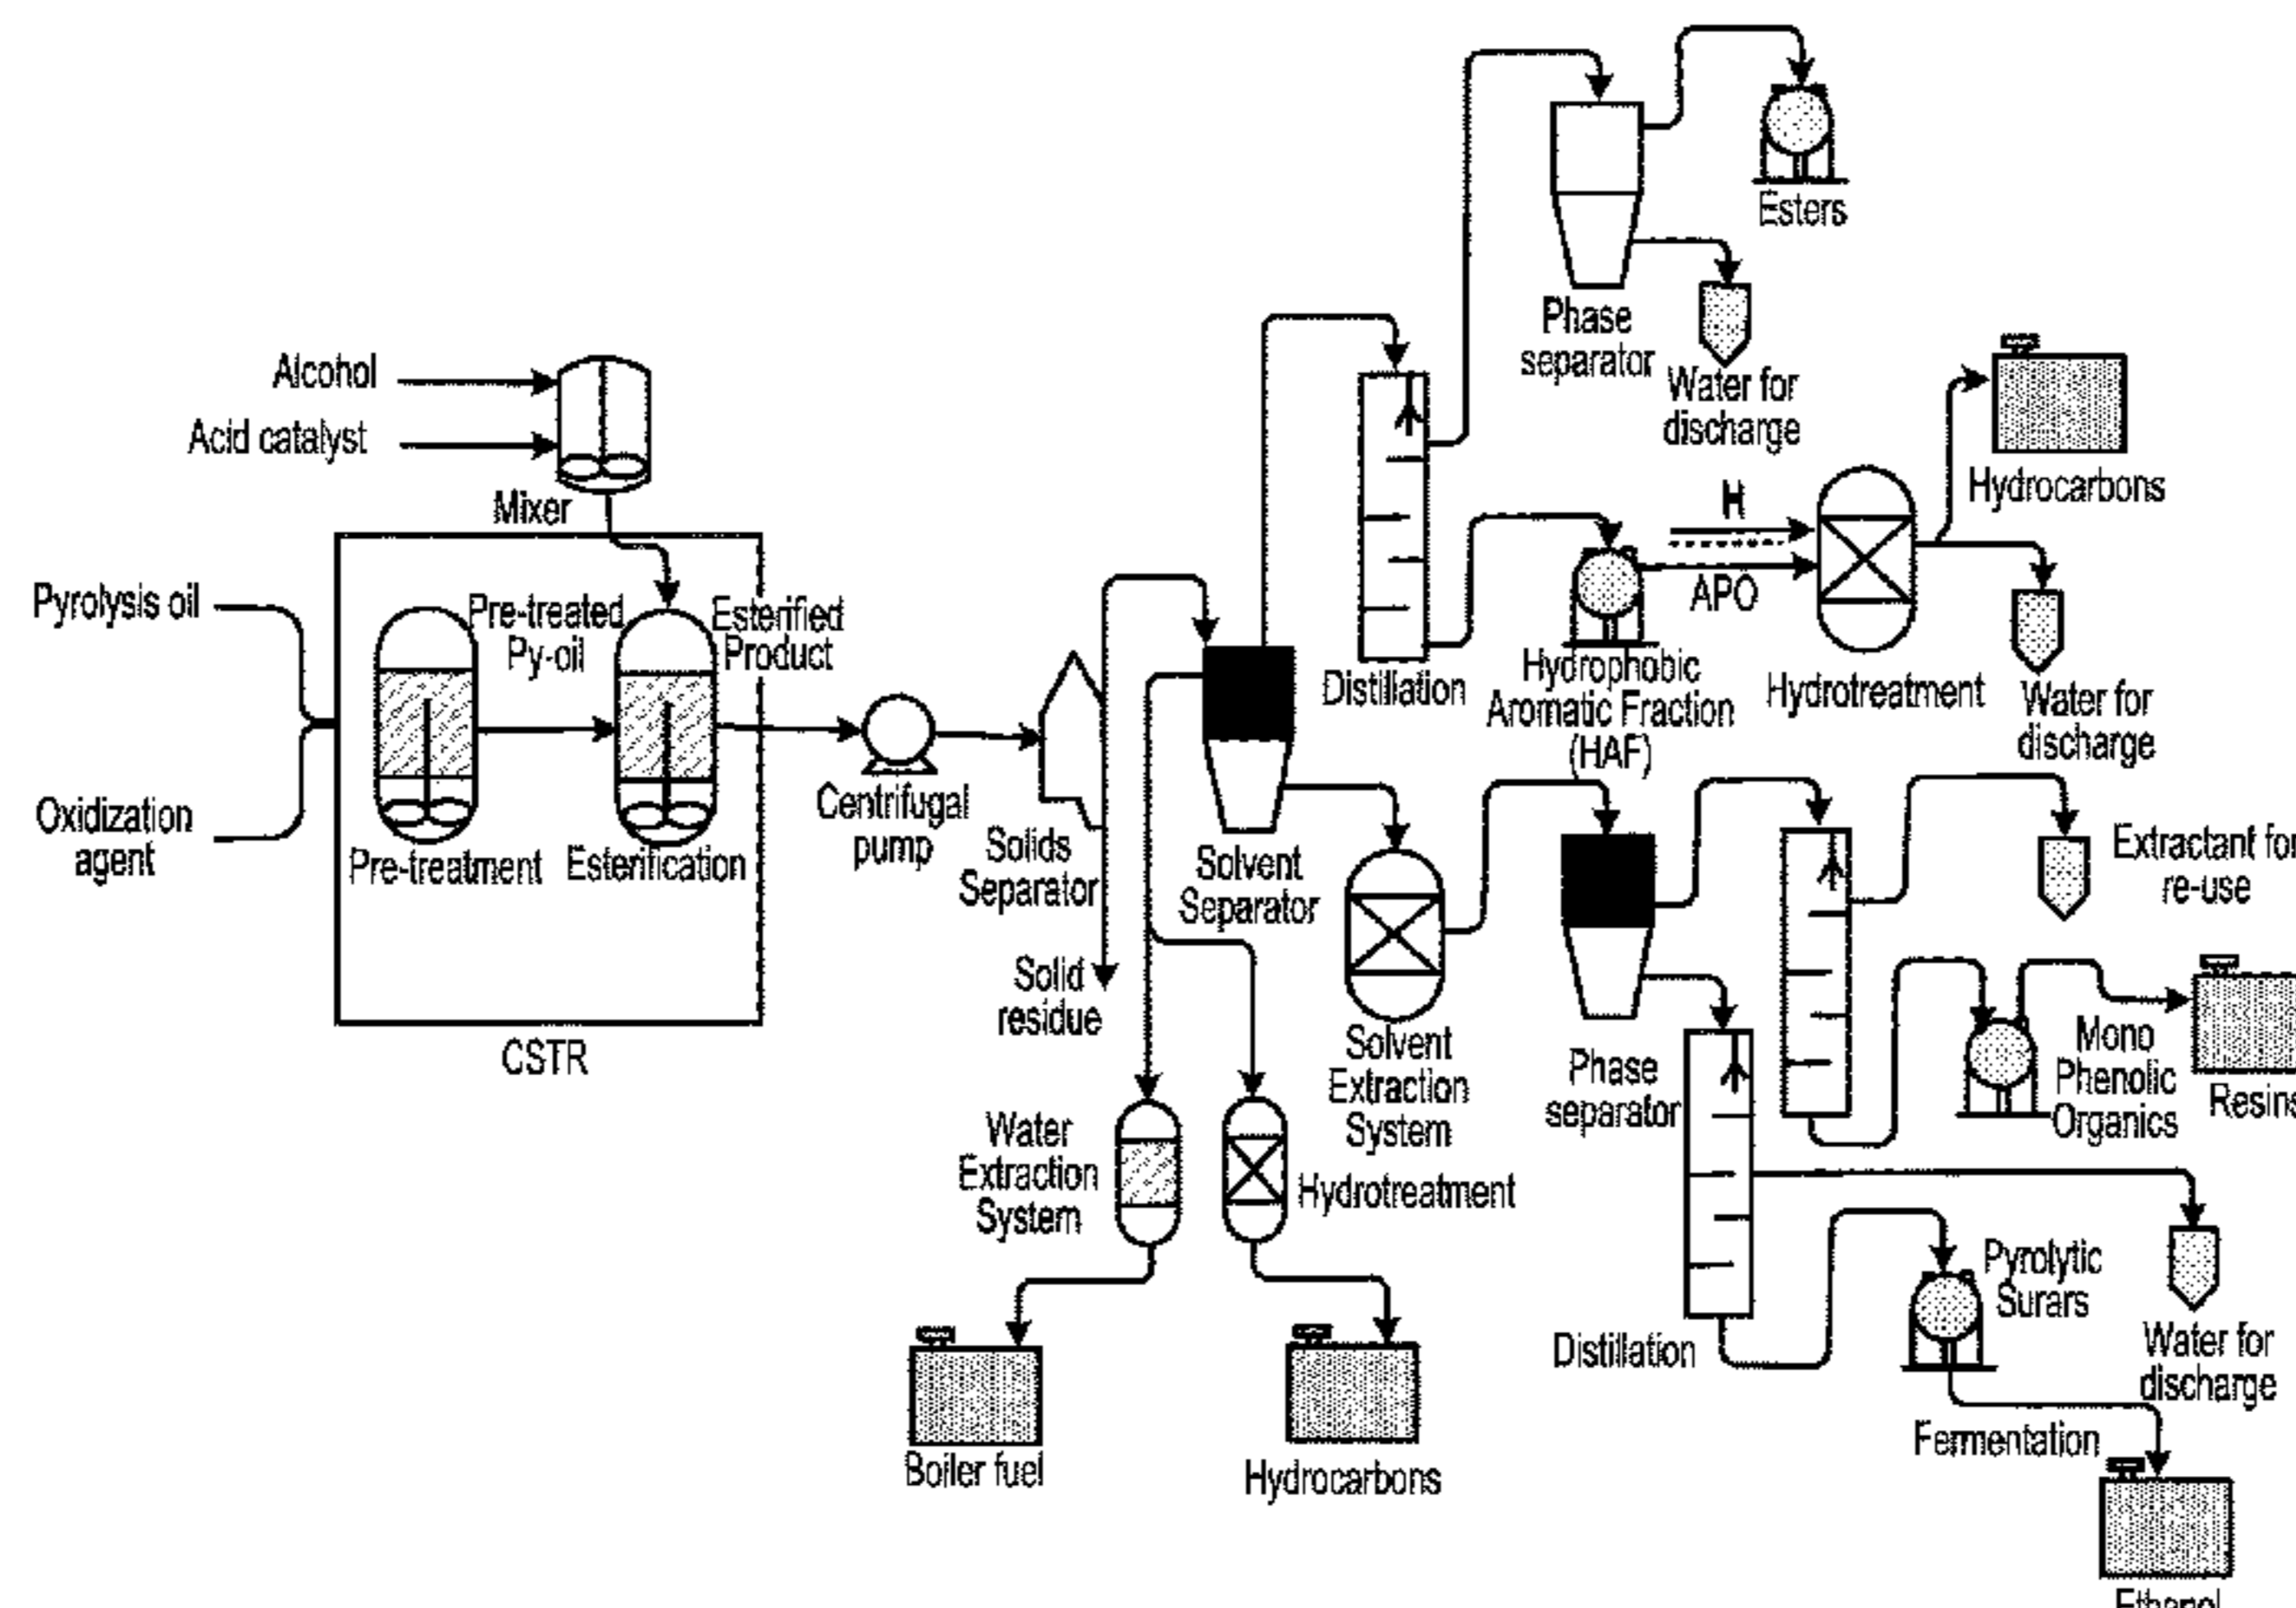 Alcohol
Acid catalyst
Mixer
Pyrolysis oil
Oxidization
agent
Pre-treated
Py-oil
Esterified
Product
Pre-treatment
Esterification
CSTR
Centrifugal
pump
Solids
Separator
Solid
residue
Solvent
Separator
Water
Extraction
System
Hydrotreatment
Boiler fuel
Hydrocarbons
Distillation
Phase
separator
Esters
Water for
discharge
Hydrophobic
Aromatic Fraction
(HAF)
H
APO
Hydrotreatment
Hydrocarbons
Water for
discharge
Solvent
Extraction
System
Phase
separator
Extractant for
re-use
Mono
Phenolic
Organics
Resins
Distillation
Pyrolytic
Surars
Water for
discharge
Fermentation
Ethanol